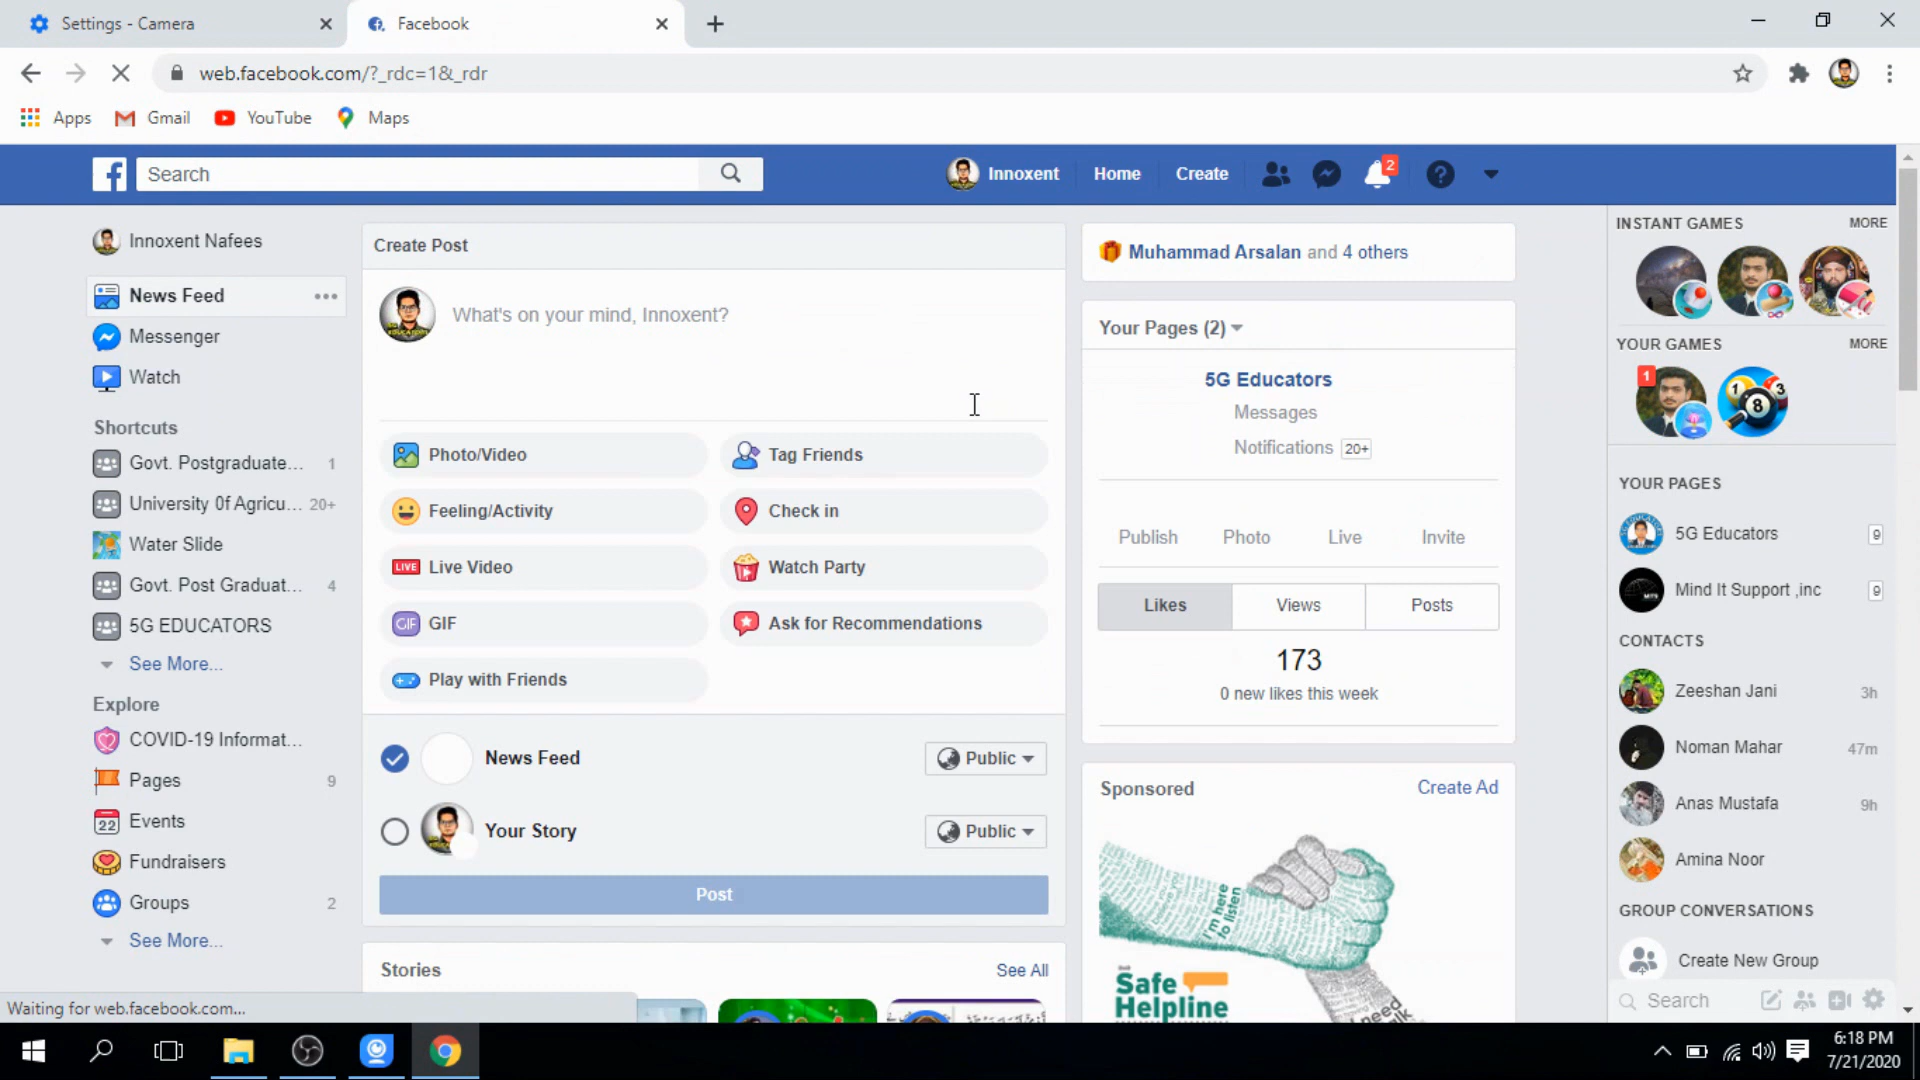 Settings - Camera
Facebook
web.facebook.com/?_rdc=1&_rdr
Apps
Gmail
YouTube
Maps
Search
Innoxent
Home
Create
2
Innoxent Nafees
News Feed
Messenger
Watch
Shortcuts
Govt. Postgraduate... 1
University 0f Agricu... 20+
Water Slide
Govt. Post Graduat... 4
5G EDUCATORS
See More...
Explore
COVID-19 Informat...
Pages 9
22 Events
Fundraisers
Groups 2
See More...
Waiting for web.facebook.com...
Create Post
What's on your mind, Innoxent?
Photo/Video
Tag Friends
Feeling/Activity
Check in
LIVE Live Video
Watch Party
GIF GIF
Ask for Recommendations
Play with Friends
News Feed
Public
Your Story
Public
Post
Stories
See All
Muhammad Arsalan and 4 others
Your Pages (2)
5G Educators
Messages
Notifications 20+
Publish
Photo
Live
Invite
Likes
Views
Posts
173
0 new likes this week
Sponsored
Create Ad
I'm here
to listen
Safe
Helpline
I need
INSTANT GAMES
MORE
YOUR GAMES
MORE
1
1 3
8
YOUR PAGES
5G Educators 9
Mind It Support ,inc 9
CONTACTS
Zeeshan Jani 3h
Noman Mahar 47m
Anas Mustafa 9h
Amina Noor
GROUP CONVERSATIONS
Create New Group
Search
6:18 PM
7/21/2020